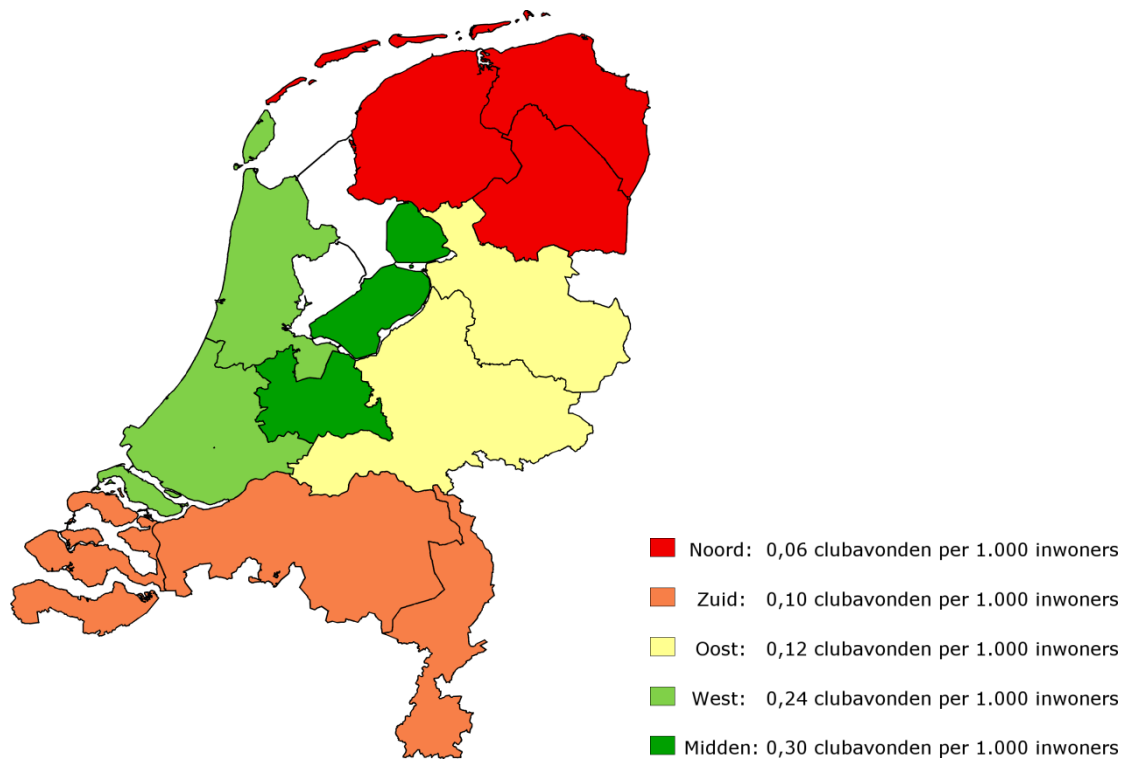 Noord: 0,06 clubavonden per 1.000 inwoners
Zuid: 0,10 clubavonden per 1.000 inwoners
Oost: 0,12 clubavonden per 1.000 inwoners
West: 0,24 clubavonden per 1.000 inwoners
Midden: 0,30 clubavonden per 1.000 inwoners